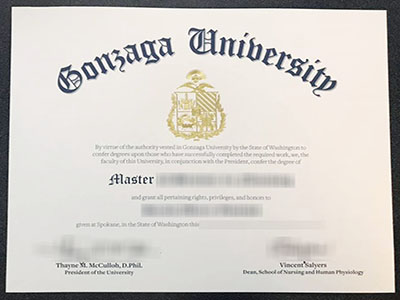 Gonzaga University
By virtue of the authority vested in Gonzaga University by the State of Washington to
confer degrees upon those who have successfully completed the required work, we, the
faculty of this University, in conjunction with the President, confer the degree of
Master
and grant all pertaining rights, privileges, and honors to
given at Spokane, in the State of Washington this
Thayne M. McCulloh, D.Phil.
President of the University
Vincent Salyers
Dean, School of Nursing and Human Physiology